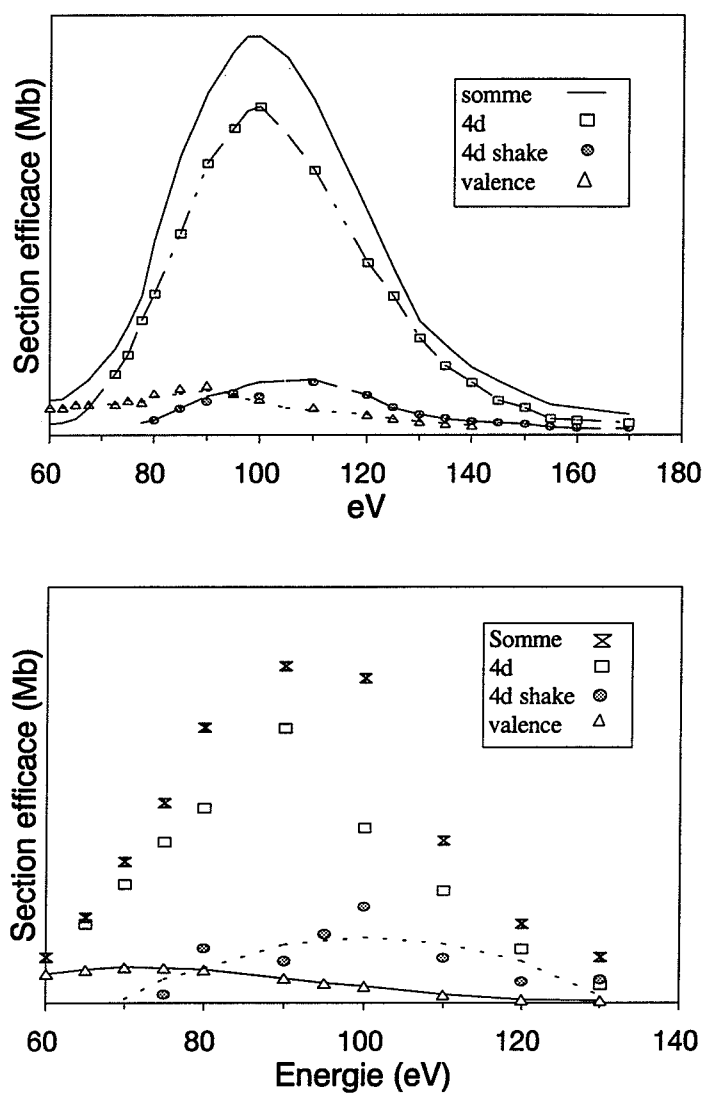 Section efficace (Mb)
somme
4d
4d shake
valence
60 80 100 120 140 160 180
eV
Section efficace (Mb)
Somme
4d
4d shake
valence
60 80 100 120 140
Energie (eV)